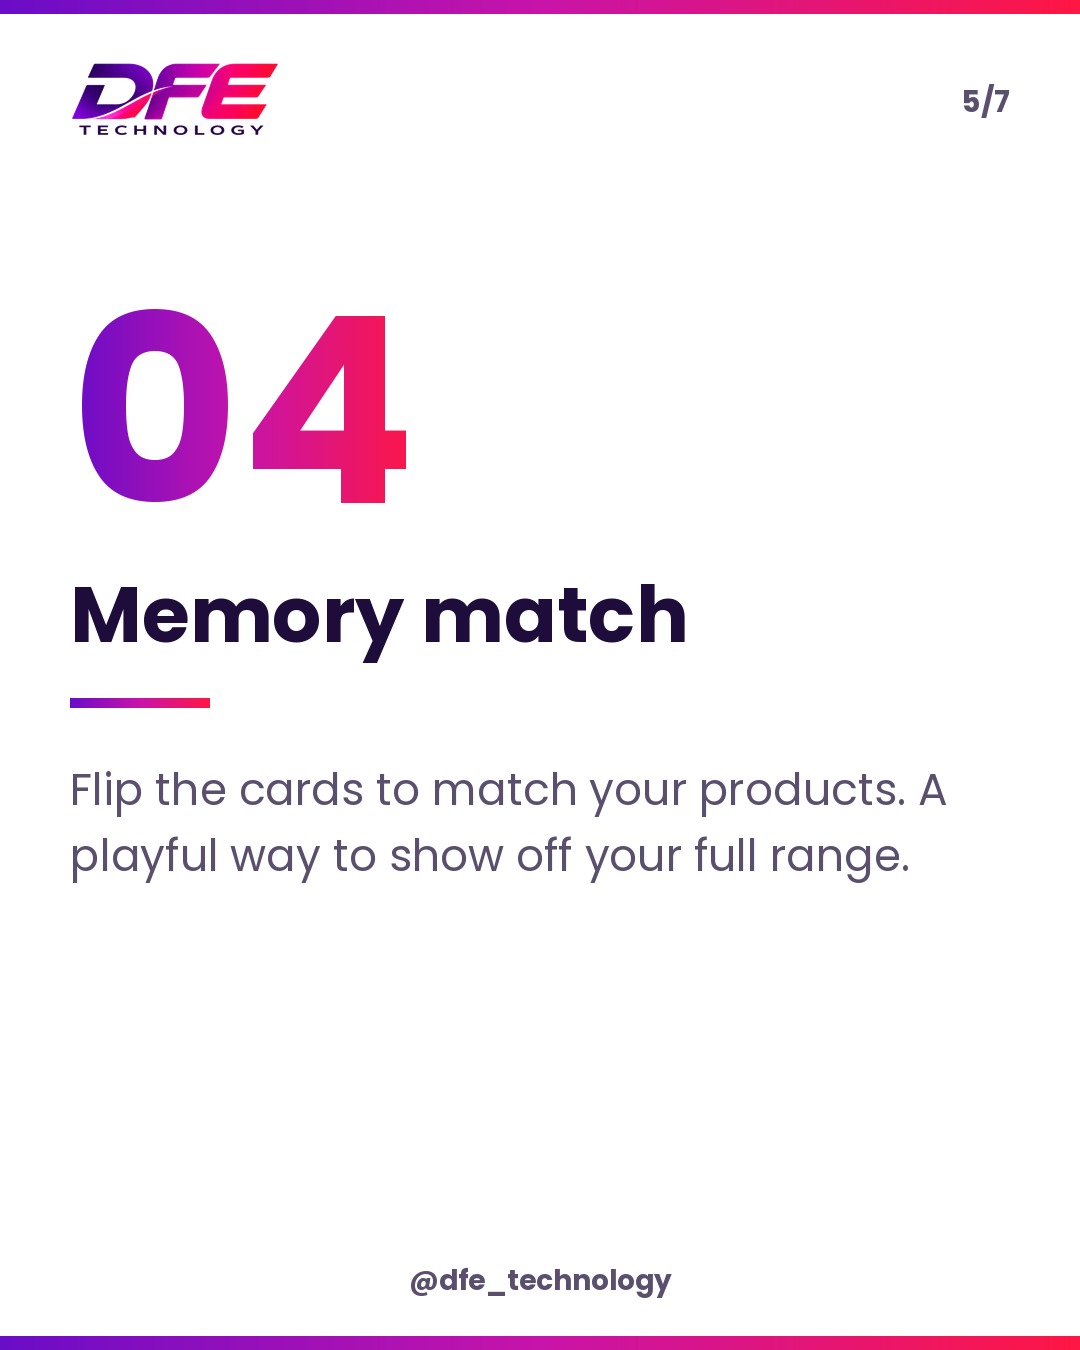 DFE
TECHNOLOGY
5/7
04
Memory match
Flip the cards to match your products. A
playful way to show off your full range.
@dfe_technology